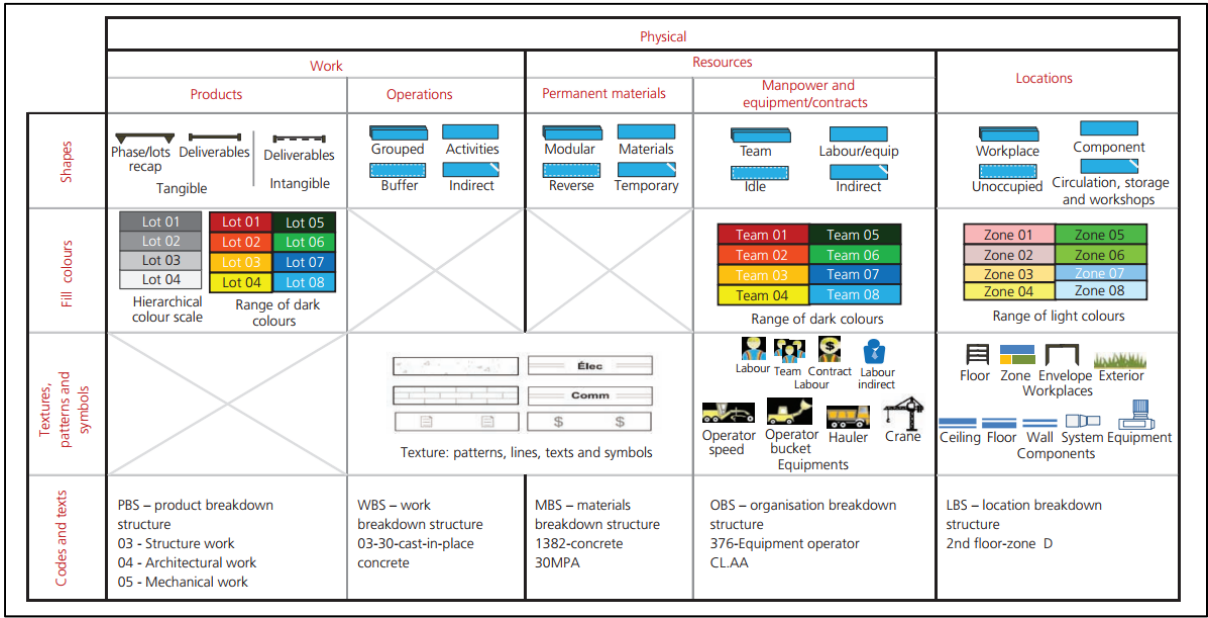 Physical
Work
Resources
Locations
Products
Operations
Permanent materials
Manpower and
equipment/contracts
Shapes
Phase/lots
recap
Deliverables
Deliverables
Tangible
Intangible
Grouped
Activities
Buffer
Indirect
Modular
Materials
Reverse
Temporary
Team
Labour/equip
Idle
Indirect
Workplace
Component
Unoccupied
Circulation, storage
and workshops
Fill colours
Lot 01
Lot 02
Lot 03
Lot 04
Hierarchical
colour scale
Lot 01 Lot 05
Lot 02 Lot 06
Lot 03 Lot 07
Lot 04 Lot 08
Range of dark
colours
Team 01 Team 05
Team 02 Team 06
Team 03 Team 07
Team 04 Team 08
Range of dark colours
Zone 01 Zone 05
Zone 02 Zone 06
Zone 03 Zone 07
Zone 04 Zone 08
Range of light colours
Textures,
patterns and
symbols
Élec
Comm
$ $
Texture: patterns, lines, texts and symbols
Labour Team Contract Labour
Labour indirect
$
Operator Operator Hauler Crane
speed bucket
Equipments
Floor Zone Envelope Exterior
Workplaces
Ceiling Floor Wall System Equipment
Components
Codes and texts
PBS – product breakdown
structure
03 - Structure work
04 - Architectural work
05 - Mechanical work
WBS – work
breakdown structure
03-30-cast-in-place
concrete
MBS – materials
breakdown structure
1382-concrete
30MPA
OBS – organisation breakdown
structure
376-Equipment operator
CL.AA
LBS – location breakdown
structure
2nd floor-zone D